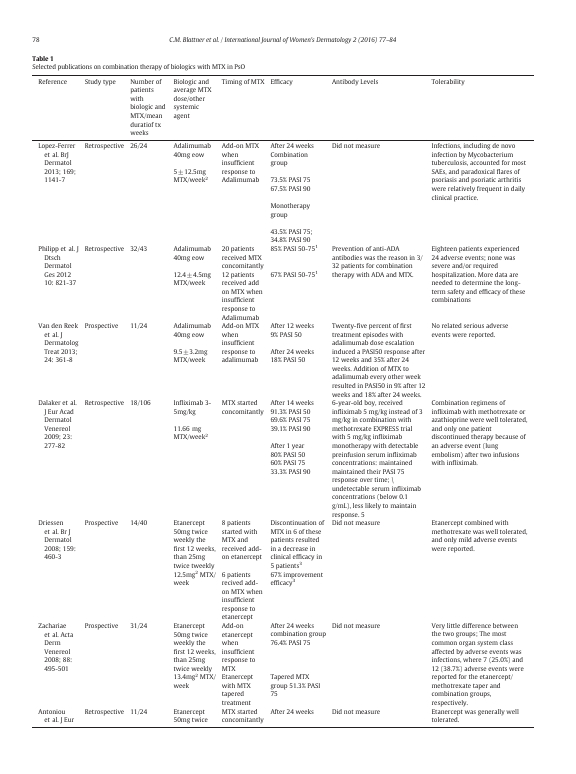 78
C.M. Blattner et al. / International Journal of Women's Dermatology 2 (2016) 77–84
Table 1
Selected publications on combination therapy of biologics with MTX in PsO
Reference
Study type
Number of
patients
with
biologic and
MTX/mean
duratiof tx
weeks
Biologic and
average MTX
dose/other
systemic
agent
Timing of MTX
Efficacy
Antibody Levels
Tolerability
Lopez-Ferrer
et al. BrJ
Dermatol
2013; 169;
1141-7
Retrospective
26/24
Adalimumab
40mg eow
5 ± 12.5mg
MTX/week²
Add-on MTX
when
insufficient
response to
Adalimumab
After 24 weeks
Combination
group
73.5% PASI 75
67.5% PASI 90
Monotherapy
group
43.5% PASI 75;
34.8% PASI 90
Did not measure
Infections, including de novo
infection by Mycobacterium
tuberculosis, accounted for most
SAEs, and paradoxical flares of
psoriasis and psoriatic arthritis
were relatively frequent in daily
clinical practice.
Philipp et al. J
Dtsch
Dermatol
Ges 2012
10: 821-37
Retrospective
32/43
Adalimumab
40mg eow
12.4 ± 4.5mg
MTX/week
20 patients
received MTX
concomitantly
12 patients
received add
on MTX when
insufficient
response to
Adalimumab
85% PASI 50-75¹
67% PASI 50-75¹
Prevention of anti-ADA
antibodies was the reason in 3/
32 patients for combination
therapy with ADA and MTX.
Eighteen patients experienced
24 adverse events; none was
severe and/or required
hospitalization. More data are
needed to determine the long-
term safety and efficacy of these
combinations
Van den Reek
et al. J
Dermatolog
Treat 2013;
24: 361-8
Prospective
11/24
Adalimumab
40mg eow
9.5 ± 3.2mg
MTX/week
Add-on MTX
when
insufficient
response to
adalimumab
After 12 weeks
9% PASI 50
After 24 weeks
18% PASI 50
Twenty-five percent of first
treatment episodes with
adalimumab dose escalation
induced a PASI50 response after
12 weeks and 35% after 24
weeks. Addition of MTX to
adalimumab every other week
resulted in PASI50 in 9% after 12
weeks and 18% after 24 weeks.
No related serious adverse
events were reported.
Dalaker et al.
J Eur Acad
Dermatol
Venereol
2009; 23:
277-82
Retrospective
18/106
Infliximab 3-
5mg/kg
11.66 mg
MTX/week²
MTX started
concomitantly
After 14 weeks
91.3% PASI 50
69.6% PASI 75
39.1% PASI 90
After 1 year
80% PASI 50
60% PASI 75
33.3% PASI 90
6-year-old boy, received
infliximab 5 mg/kg instead of 3
mg/kg in combination with
methotrexate EXPRESS trial
with 5 mg/kg infliximab
monotherapy with detectable
preinfusion serum infliximab
concentrations: maintained
maintained their PASI 75
response over time; \
undetectable serum infliximab
concentrations (below 0.1
g/mL), less likely to maintain
response. 5
Combination regimens of
infliximab with methotrexate or
azathioprine were well tolerated,
and only one patient
discontinued therapy because of
an adverse event (lung
embolism) after two infusions
with infliximab.
Driessen
et al. Br J
Dermatol
2008; 159:
460-3
Prospective
14/40
Etanercept
50mg twice
weekly the
first 12 weeks,
than 25mg
twice tweekly
12.5mg² MTX/
week
8 patients
started with
MTX and
received add-
on etanercept
6 patients
recived add-
on MTX when
insufficient
response to
etanercept
Discontinuation of
MTX in 6 of these
patients resulted
in a decrease in
clinical efficacy in
5 patients³
67% improvement
efficacy³
Did not measure
Etanercept combined with
methotrexate was well tolerated,
and only mild adverse events
were reported.
Zachariae
et al. Acta
Derm
Venereol
2008; 88:
495-501
Prospective
31/24
Etanercept
50mg twice
weekly the
first 12 weeks,
than 25mg
twice weekly
13.4mg² MTX/
week
Add-on
etanercept
when
insufficient
response to
MTX
Etanercept
with MTX
tapered
treatment
After 24 weeks
combination group
76.4% PASI 75
Tapered MTX
group 51.3% PASI
75
Did not measure
Very little difference between
the two groups; The most
common organ system class
affected by adverse events was
infections, where 7 (25.0%) and
12 (38.7%) adverse events were
reported for the etanercept/
methotrexate taper and
combination groups,
respectively.
Antoniou
et al. J Eur
Retrospective
11/24
Etanercept
50mg twice
MTX started
concomitantly
After 24 weeks
Did not measure
Etanercept was generally well
tolerated.